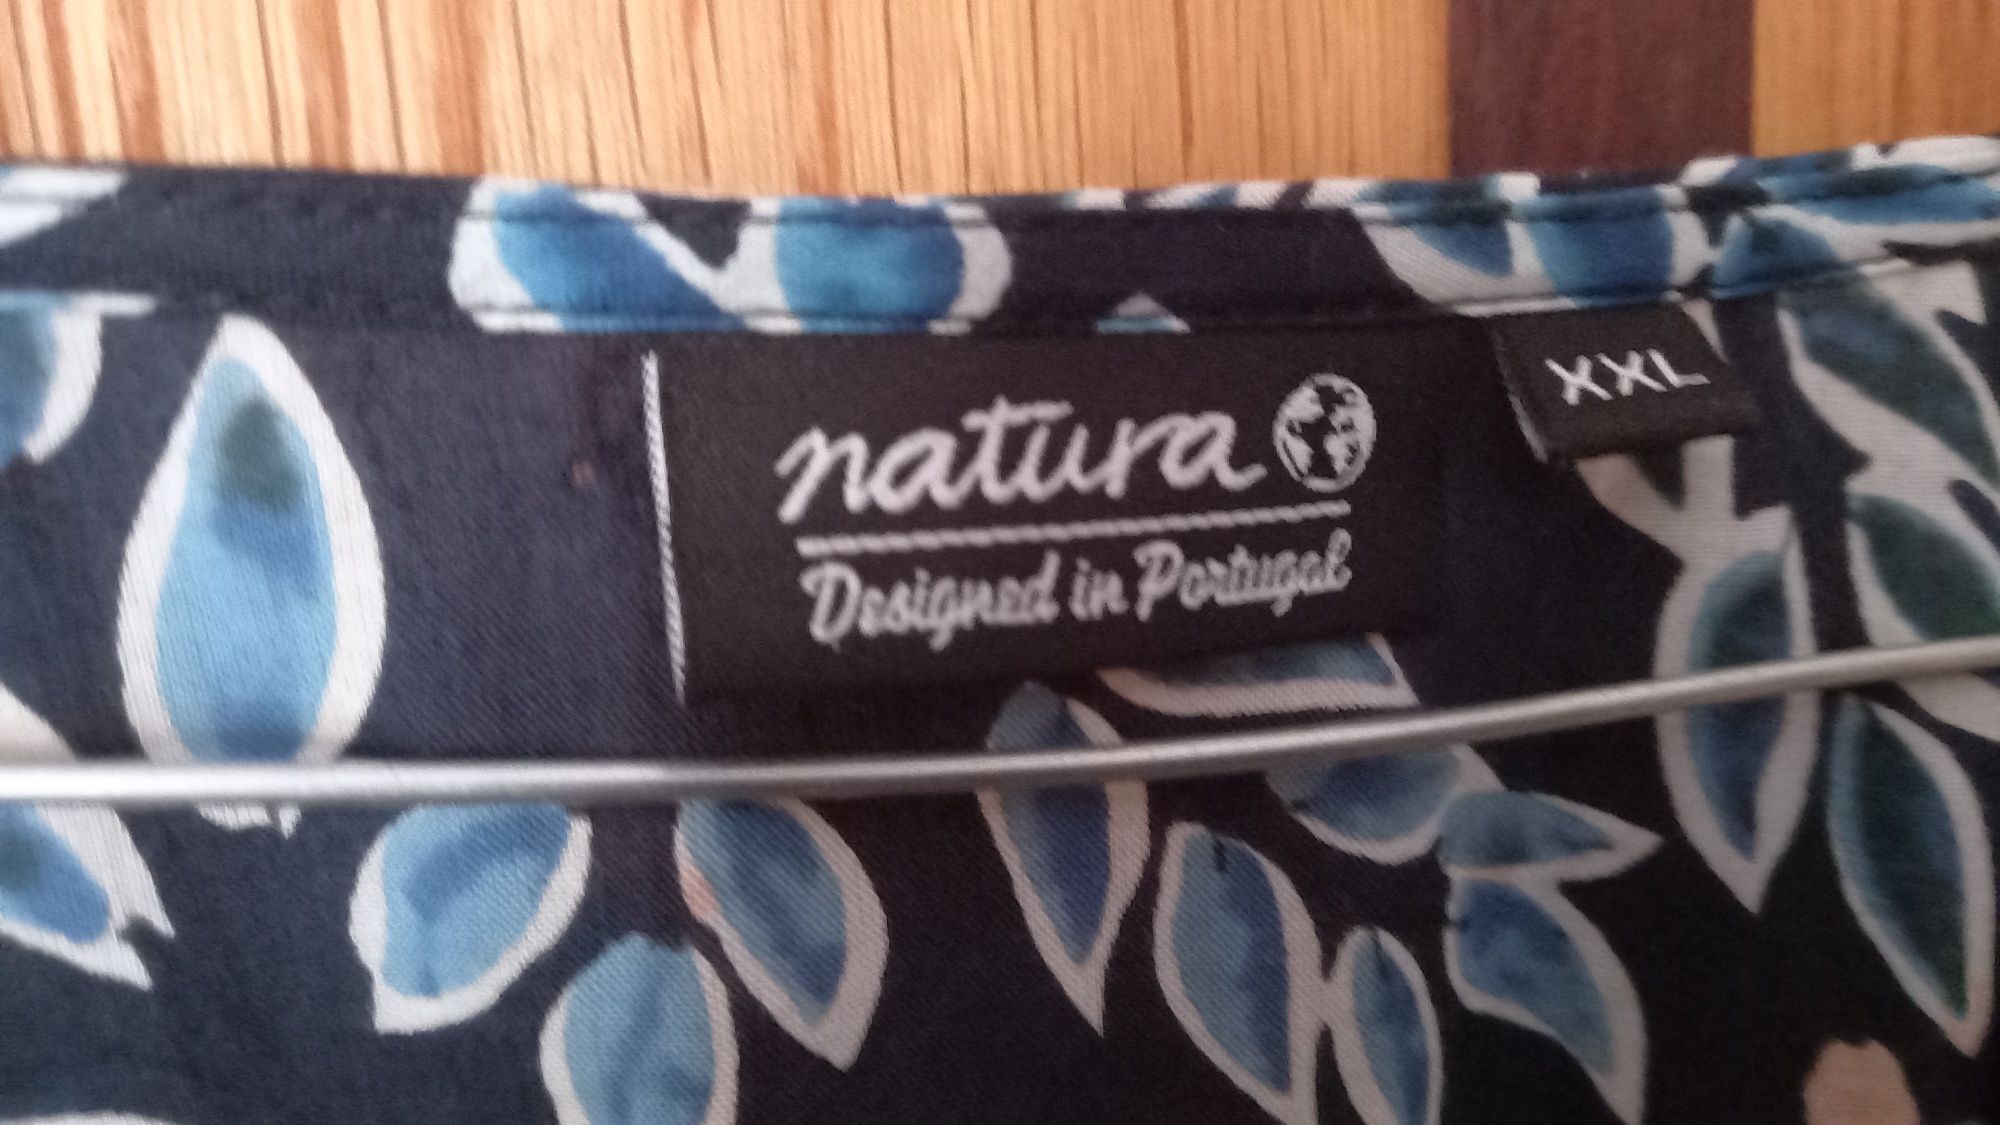 natura
Designed in Portugal
XXL